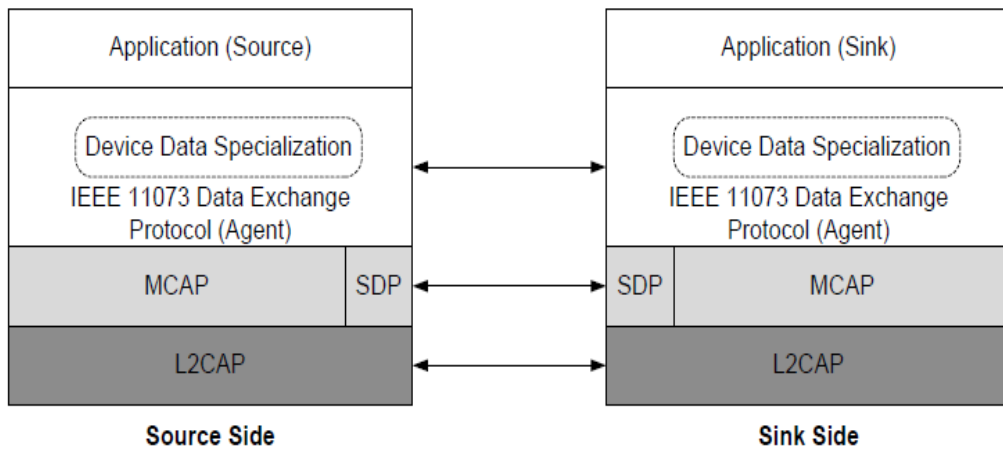 Application (Source)
Device Data Specialization
IEEE 11073 Data Exchange
Protocol (Agent)
MCAP
SDP
L2CAP
Source Side
Application (Sink)
Device Data Specialization
IEEE 11073 Data Exchange
Protocol (Agent)
SDP
MCAP
L2CAP
Sink Side